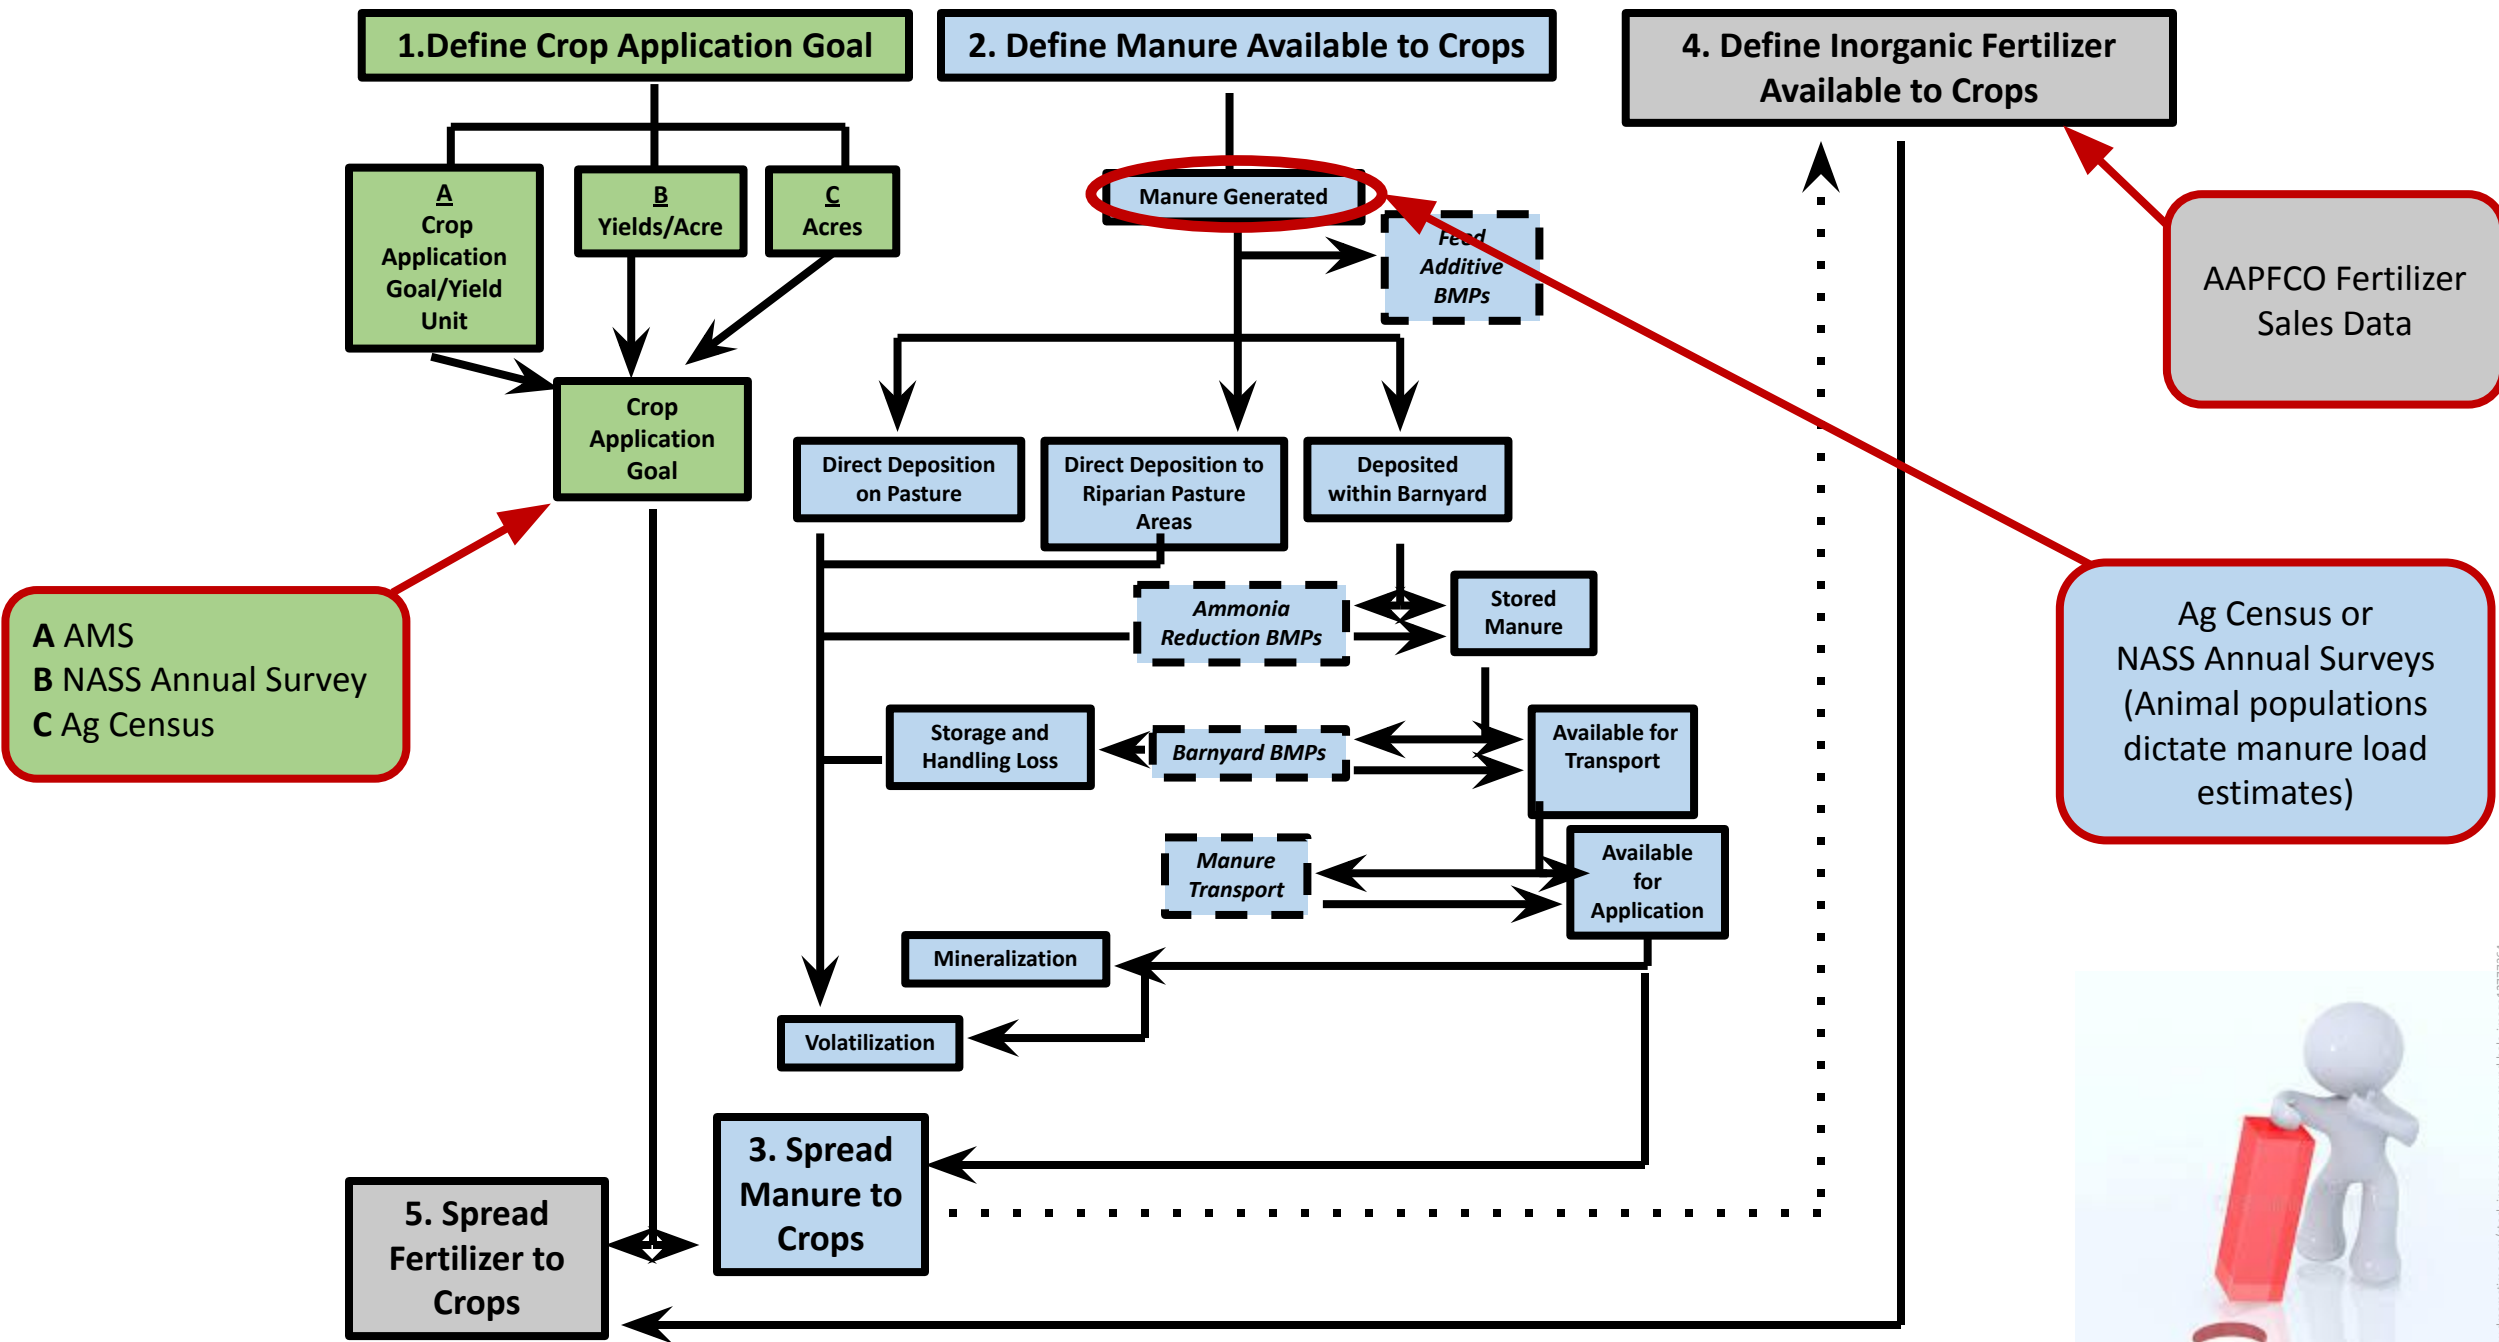 1.Define Crop Application Goal
2. Define Manure Available to Crops
4. Define Inorganic Fertilizer
Available to Crops
A
Crop
Application
Goal/Yield
Unit
B
Yields/Acre
C
Acres
Manure Generated
Feed
Additive
BMPs
AAPFCO Fertilizer
Sales Data
Crop
Application
Goal
Direct Deposition
on Pasture
Direct Deposition to
Riparian Pasture
Areas
Deposited
within Barnyard
A AMS
B NASS Annual Survey
C Ag Census
Ammonia
Reduction BMPs
Stored
Manure
Ag Census or
NASS Annual Surveys
(Animal populations
dictate manure load
estimates)
Storage and
Handling Loss
Barnyard BMPs
Available for
Transport
Manure
Transport
Available
for
Application
Mineralization
Volatilization
3. Spread
Manure to
Crops
5. Spread
Fertilizer to
Crops